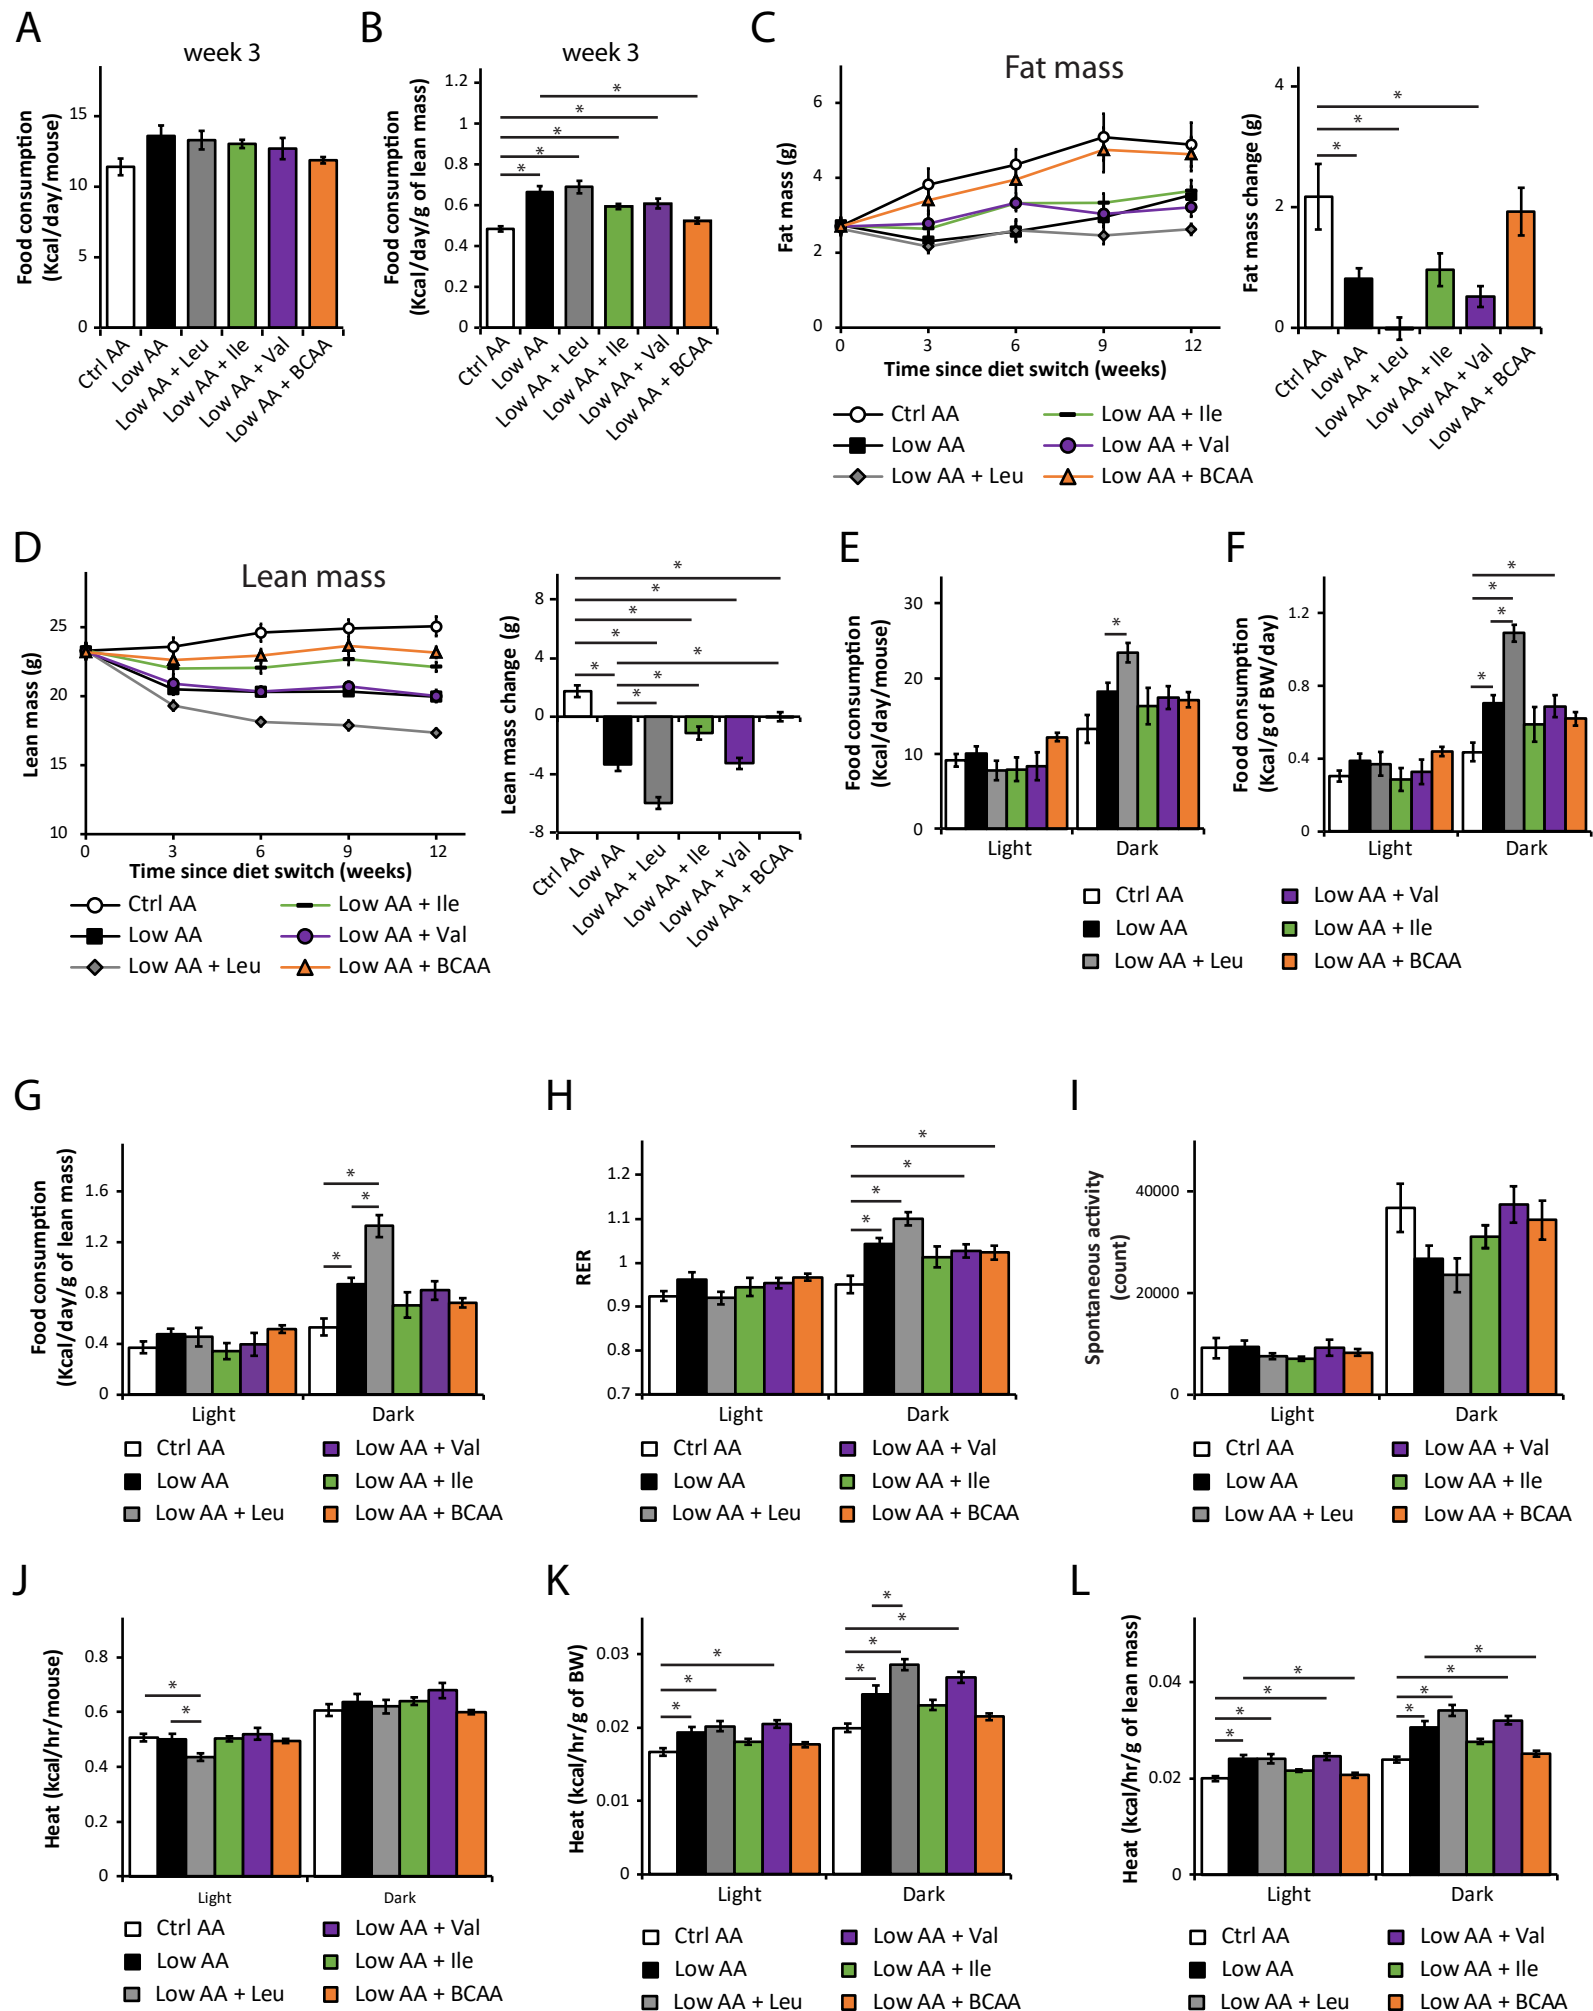 A
week 3
Food consumption
(Kcal/day/mouse)
15
10
5
0
Ctrl AA
Low AA
Low AA + Leu
Low AA + Ile
Low AA + Val
Low AA + BCAA
B
week 3
Food consumption
(Kcal/day/g of lean mass)
1.2
1
0.8
0.6
0.4
0.2
0
*
*
*
*
*
Ctrl AA
Low AA
Low AA + Leu
Low AA + Ile
Low AA + Val
Low AA + BCAA
C
Fat mass
Fat mass (g)
6
4
2
0
0
3
6
9
12
Time since diet switch (weeks)
Ctrl AA
Low AA
Low AA + Leu
Low AA + Ile
Low AA + Val
Low AA + BCAA
Fat mass change (g)
4
2
0
*
*
*
Ctrl AA
Low AA
Low AA + Leu
Low AA + Ile
Low AA + Val
Low AA + BCAA
D
Lean mass
Lean mass (g)
25
20
15
10
0
3
6
9
12
Time since diet switch (weeks)
Ctrl AA
Low AA
Low AA + Leu
Low AA + Ile
Low AA + Val
Low AA + BCAA
Lean mass change (g)
8
4
0
-4
-8
*
*
*
*
*
*
*
*
Ctrl AA
Low AA
Low AA + Leu
Low AA + Ile
Low AA + Val
Low AA + BCAA
E
Food consumption
(Kcal/day/mouse)
30
20
10
0
*
Light
Dark
F
Food consumption
(Kcal/gof BW/day)
1.2
0.8
0.4
0
*
*
*
*
Light
Dark
Ctrl AA
Low AA
Low AA + Leu
Low AA + Val
Low AA + Ile
Low AA + BCAA
G
Food consumption
(Kcal/day/g of lean mass)
1.6
1.2
0.8
0.4
0
*
*
*
Light
Dark
Ctrl AA
Low AA
Low AA + Leu
Low AA + Val
Low AA + Ile
Low AA + BCAA
H
RER
1.2
1.1
1
0.9
0.8
0.7
*
*
*
*
Light
Dark
Ctrl AA
Low AA
Low AA + Leu
Low AA + Val
Low AA + Ile
Low AA + BCAA
I
Spontaneous activity
(count)
40000
20000
0
Light
Dark
Ctrl AA
Low AA
Low AA + Leu
Low AA + Val
Low AA + Ile
Low AA + BCAA
J
Heat (kcal/hr/mouse)
0.8
0.6
0.4
0.2
0
*
*
Light
Dark
Ctrl AA
Low AA
Low AA + Leu
Low AA + Val
Low AA + Ile
Low AA + BCAA
K
Heat (kcal/hr/g of BW)
0.03
0.02
0.01
0
*
*
*
*
*
*
*
Light
Dark
Ctrl AA
Low AA
Low AA + Leu
Low AA + Val
Low AA + Ile
Low AA + BCAA
L
Heat (kcal/hr/g of lean mass)
0.04
0.02
0
*
*
*
*
*
*
*
*
Light
Dark
Ctrl AA
Low AA
Low AA + Leu
Low AA + Val
Low AA + Ile
Low AA + BCAA